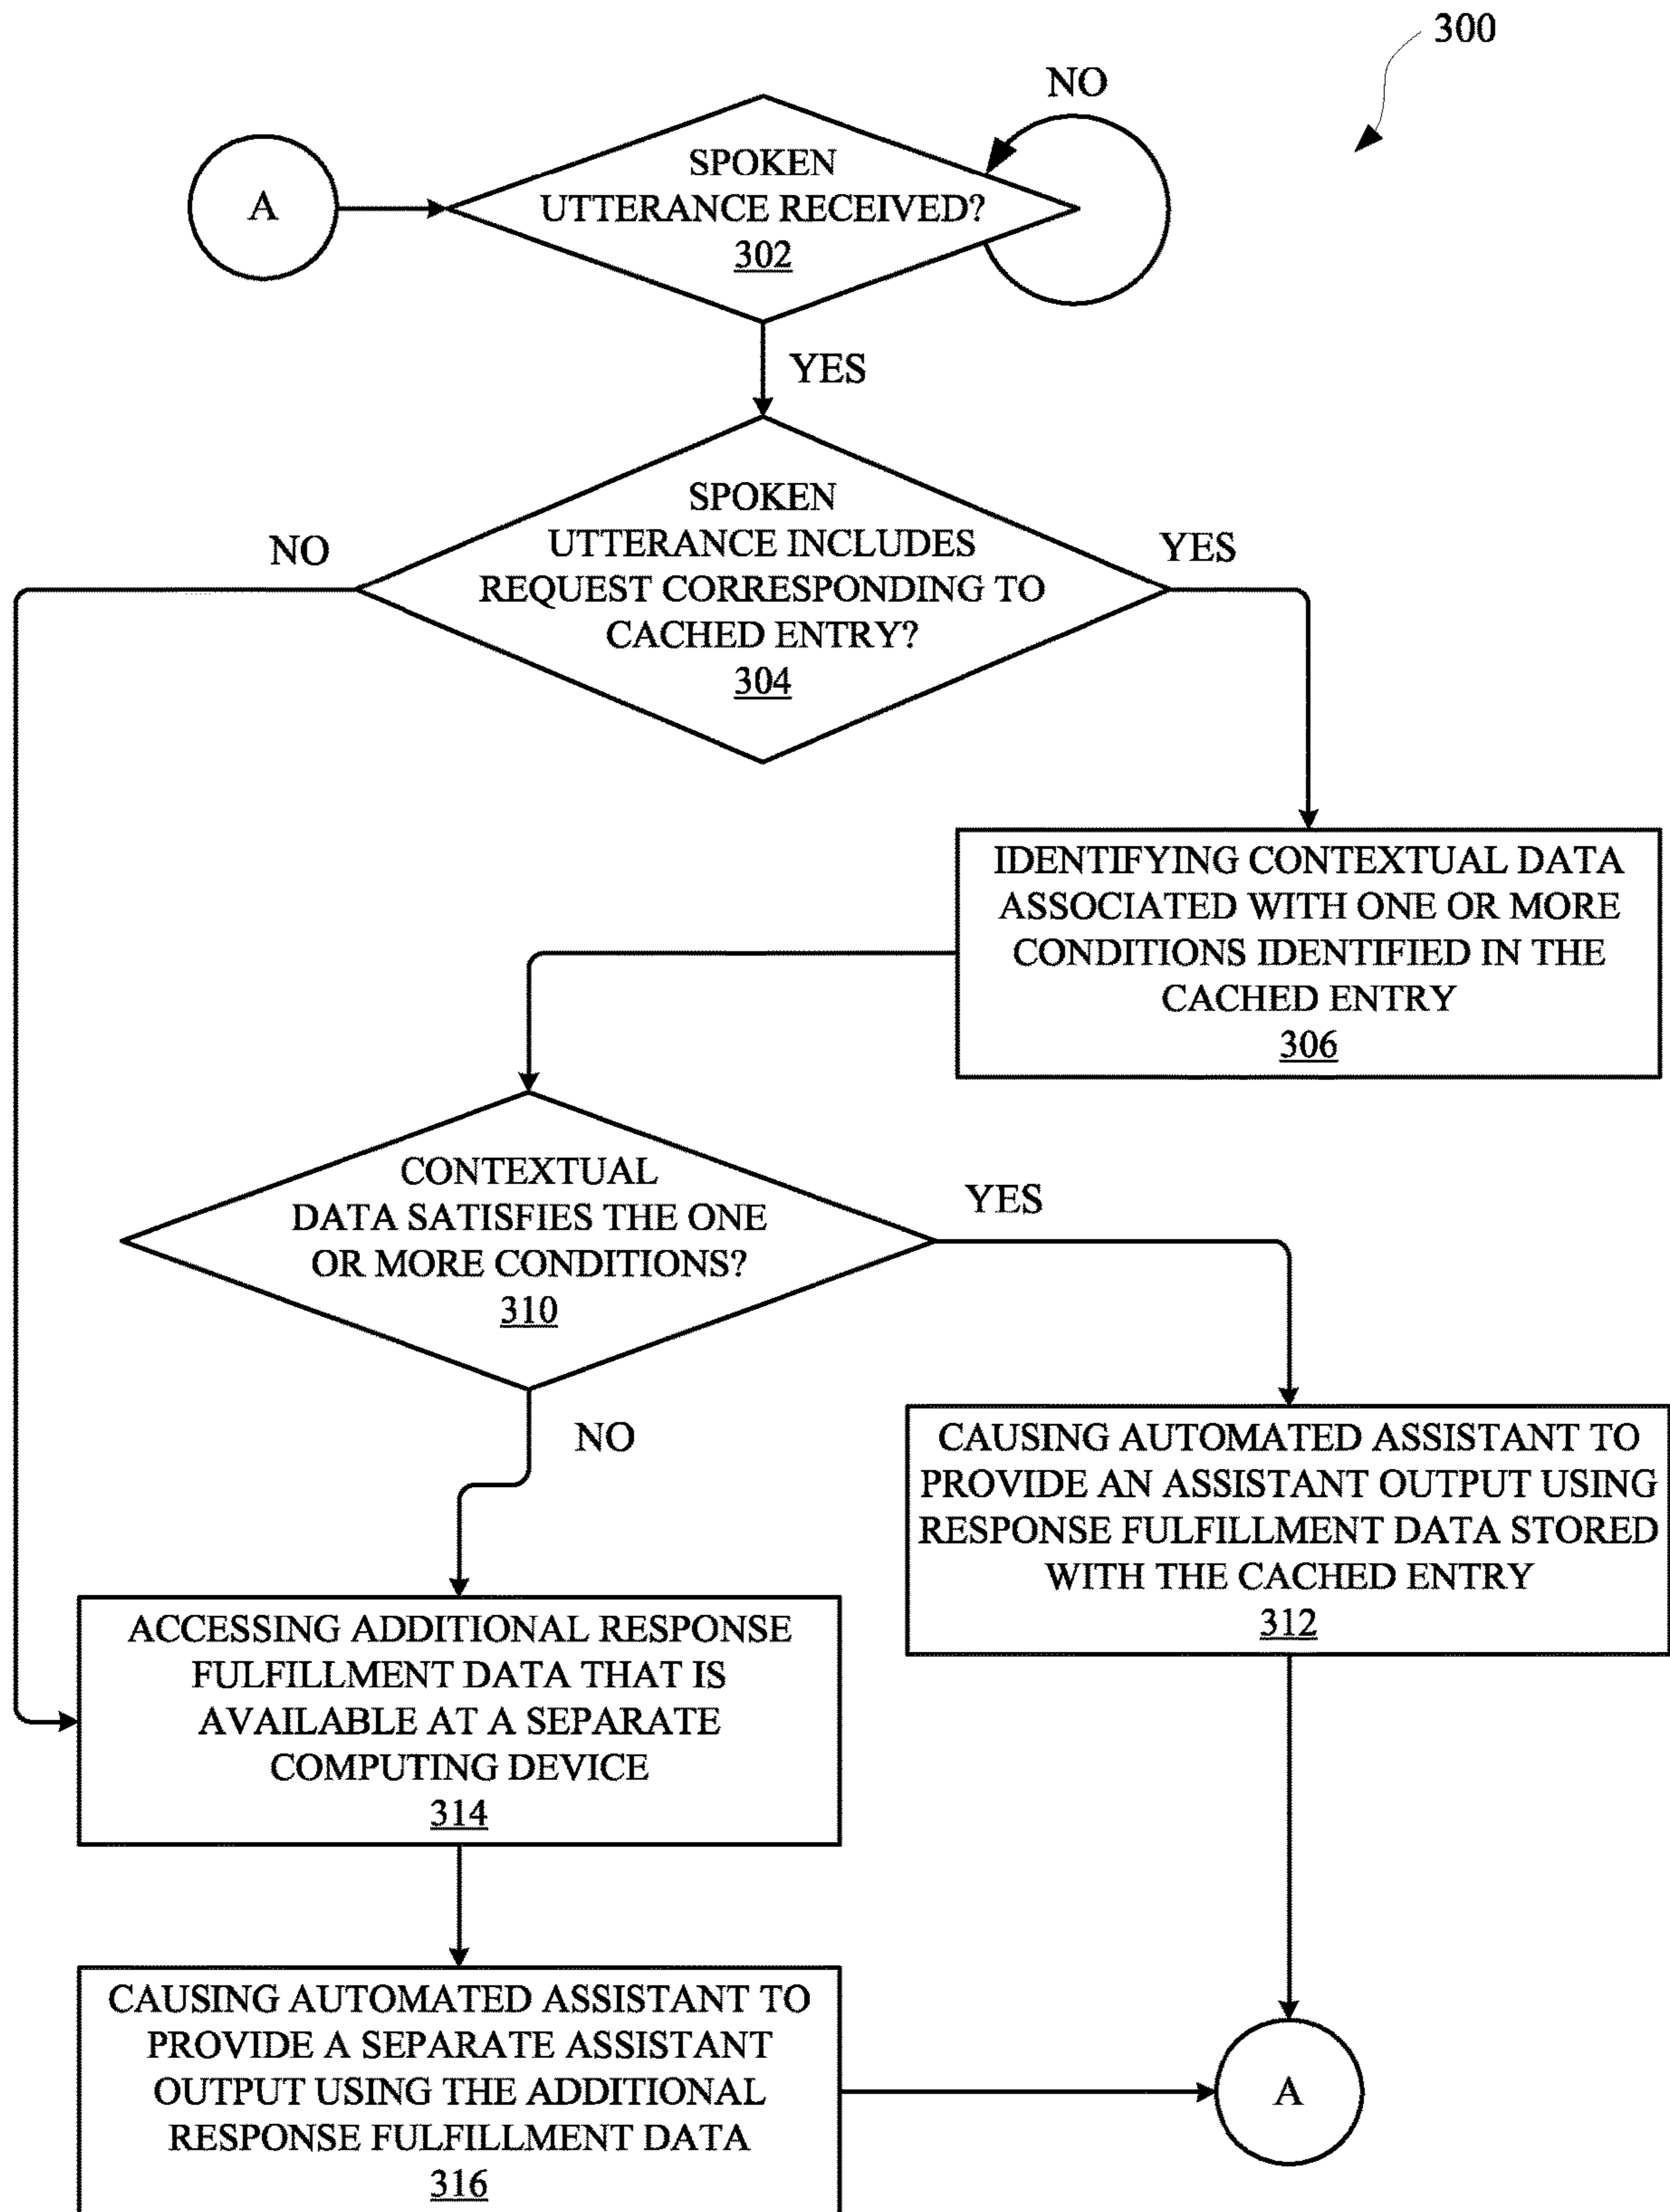 300
NO
A
SPOKEN
UTTERANCE RECEIVED?
302
YES
SPOKEN
UTTERANCE INCLUDES
REQUEST CORRESPONDING TO
CACHED ENTRY?
304
NO
YES
IDENTIFYING CONTEXTUAL DATA
ASSOCIATED WITH ONE OR MORE
CONDITIONS IDENTIFIED IN THE
CACHED ENTRY
306
CONTEXTUAL
DATA SATISFIES THE ONE
OR MORE CONDITIONS?
310
YES
NO
CAUSING AUTOMATED ASSISTANT TO
PROVIDE AN ASSISTANT OUTPUT USING
RESPONSE FULFILLMENT DATA STORED
WITH THE CACHED ENTRY
312
ACCESSING ADDITIONAL RESPONSE
FULFILLMENT DATA THAT IS
AVAILABLE AT A SEPARATE
COMPUTING DEVICE
314
CAUSING AUTOMATED ASSISTANT TO
PROVIDE A SEPARATE ASSISTANT
OUTPUT USING THE ADDITIONAL
RESPONSE FULFILLMENT DATA
316
A